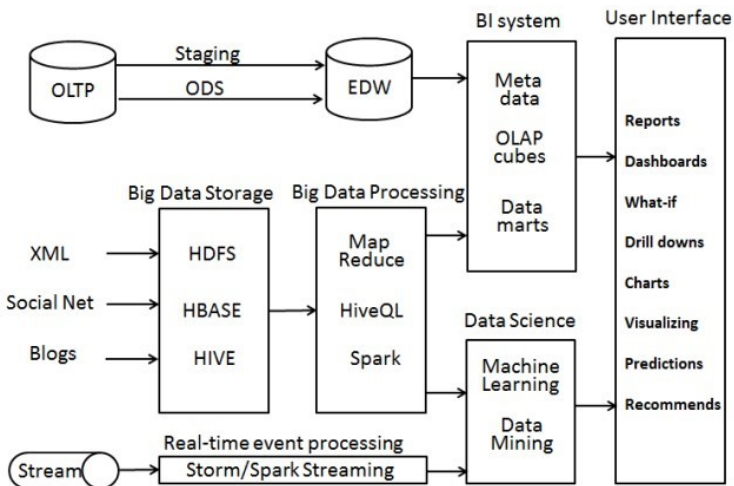 BI system
User Interface
Staging
OLTP
ODS
EDW
Meta
data
OLAP
cubes
Data
marts
Reports
Dashboards
What-if
Drill downs
Charts
Visualizing
Predictions
Recommends
Big Data Storage
Big Data Processing
XML
Social Net
Blogs
HDFS
HBASE
HIVE
Map
Reduce
HiveQL
Spark
Data Science
Machine
Learning
Data
Mining
Real-time event processing
Stream
Storm/Spark Streaming